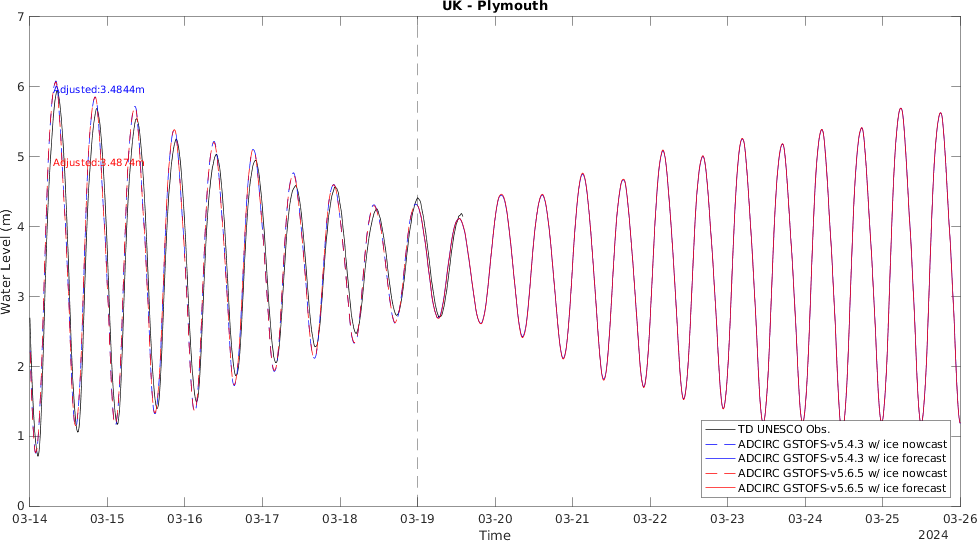 UK - Plymouth
7
6
5
4
3
2
1
0
Water Level (m)
Adjusted:3.4844m
Adjusted:3.4874m
TD UNESCO Obs.
ADCIRC GSTOFS-v5.4.3 w/ ice nowcast
ADCIRC GSTOFS-v5.4.3 w/ ice forecast
ADCIRC GSTOFS-v5.6.5 w/ ice nowcast
ADCIRC GSTOFS-v5.6.5 w/ ice forecast
03-14 03-15 03-16 03-17 03-18 03-19 03-20 03-21 03-22 03-23 03-24 03-25 03-26
Time
2024